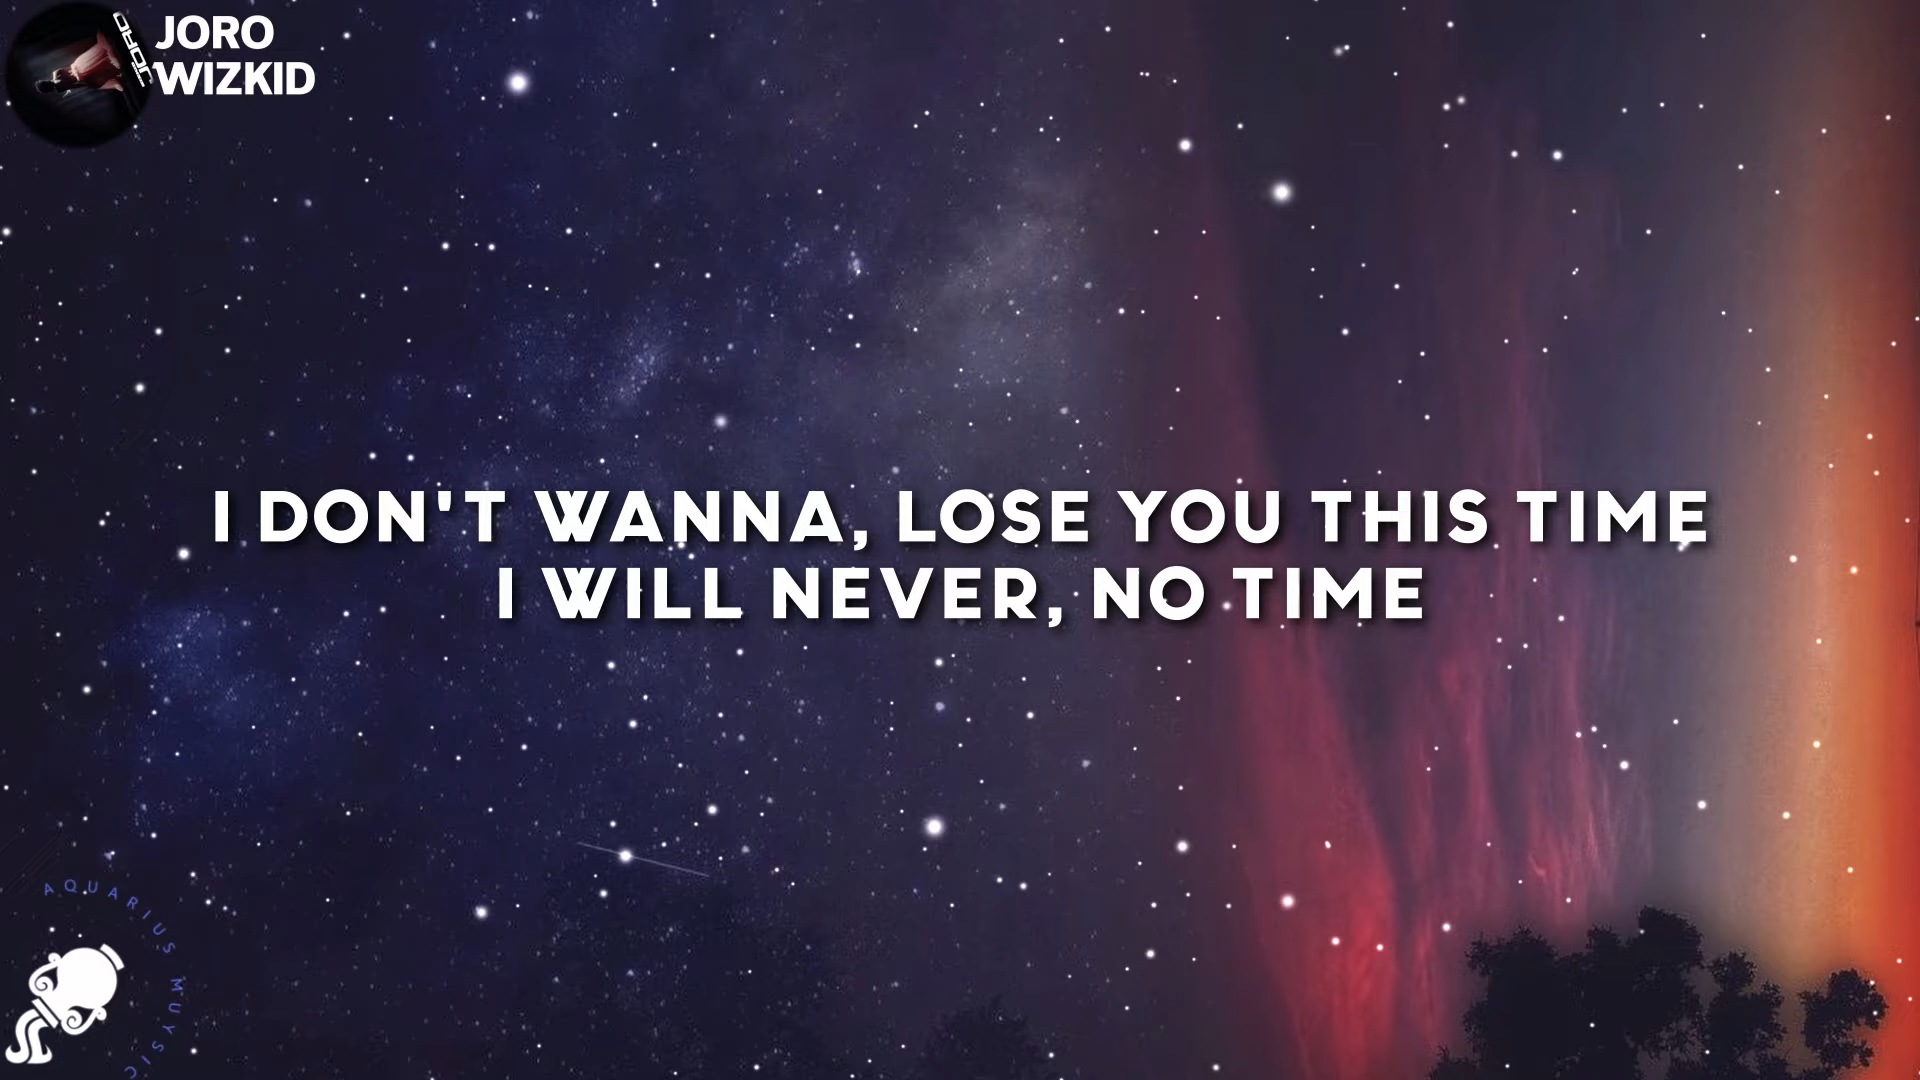 JORO
WIZKID
I DON'T WANNA, LOSE YOU THIS TIME
I WILL NEVER, NO TIME
AQUARIUS MUYSIC